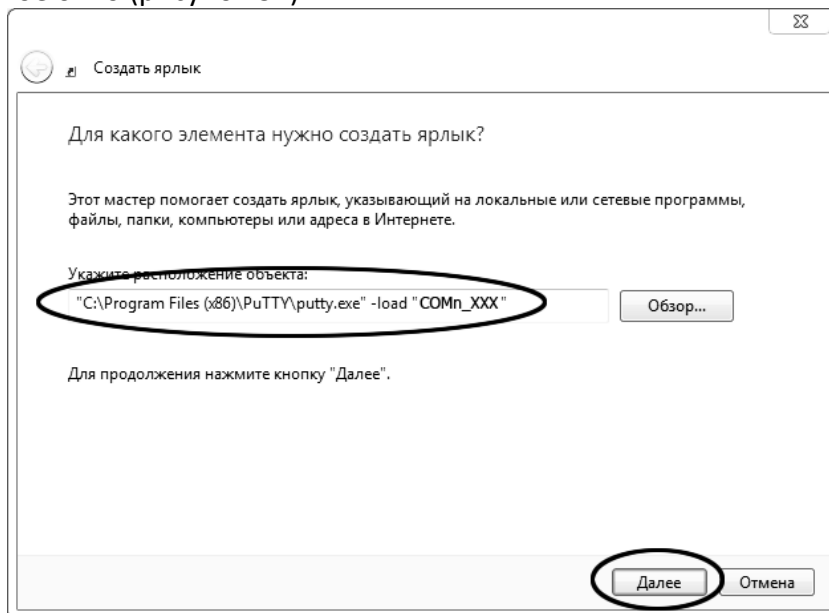 Создать ярлык
Для какого элемента нужно создать ярлык?
Этот мастер помогает создать ярлык, указывающий на локальные или сетевые программы,
файлы, папки, компьютеры или адреса в Интернете.
Укажите расположение объекта:
"C:\Program Files (x86)\PuTTY\putty.exe" -load "COMn_XXX"
Обзор...
Для продолжения нажмите кнопку "Далее".
Далее
Отмена